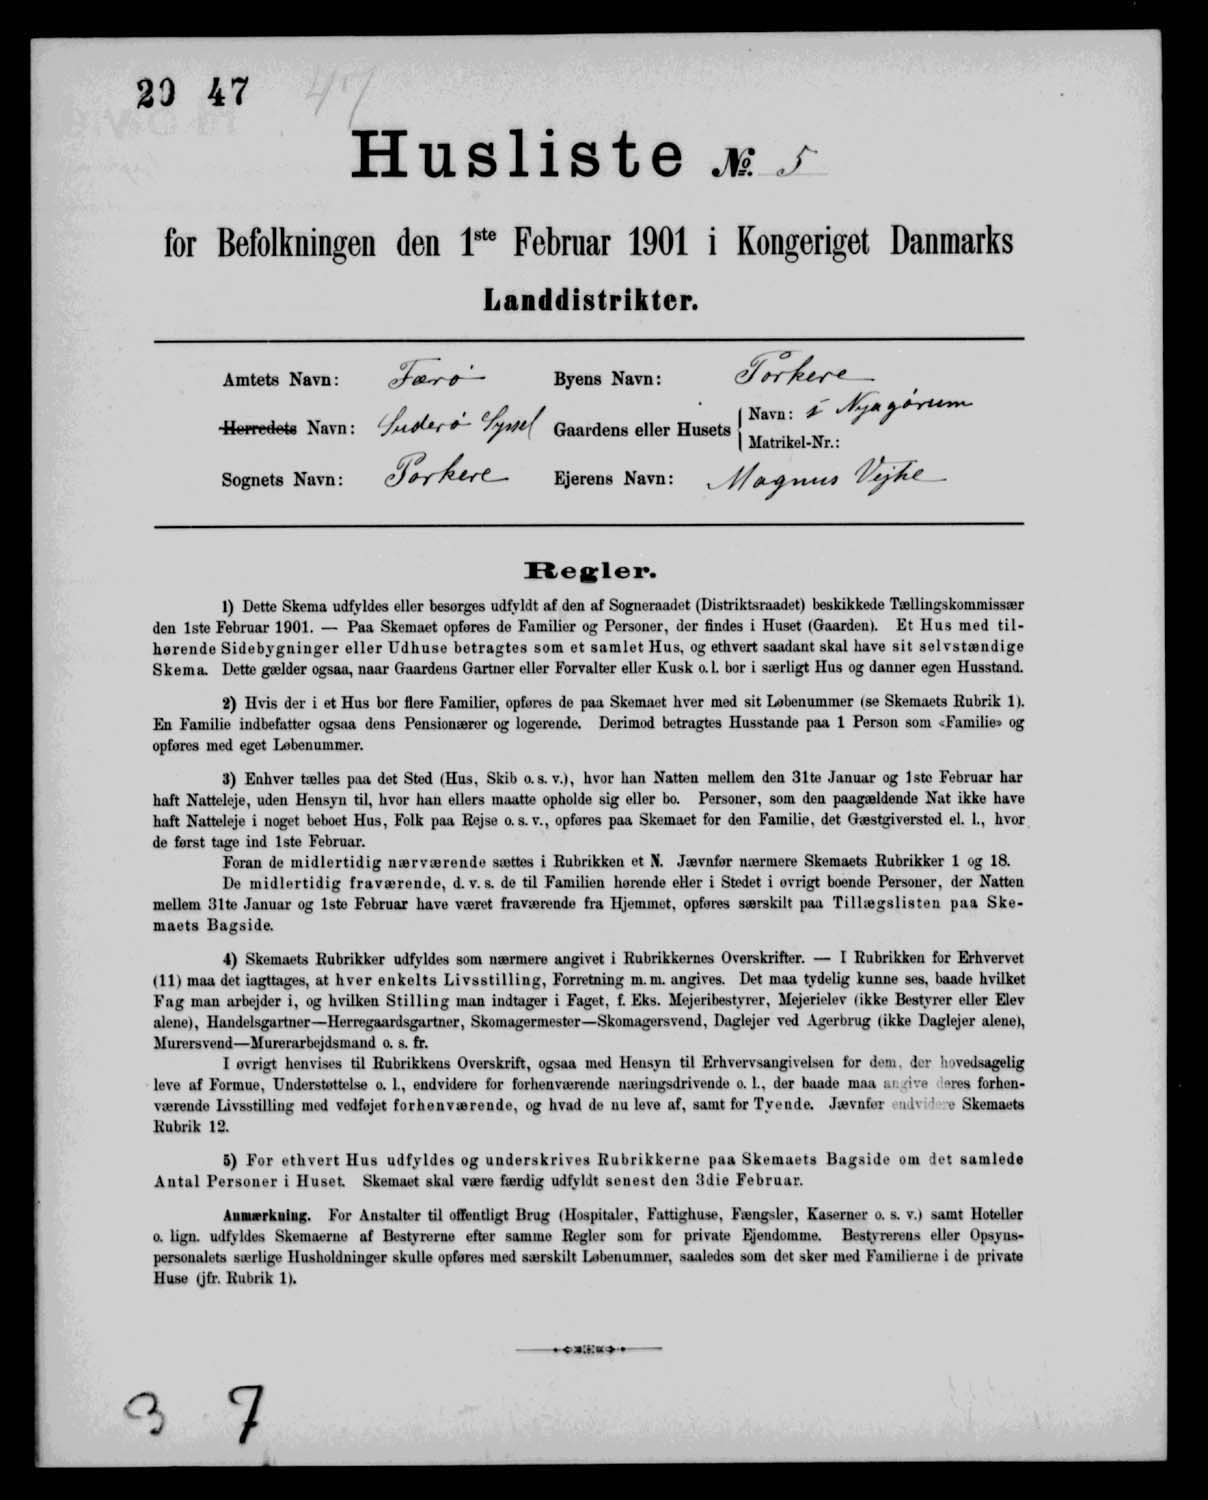 29 47 47
Husliste No. 5
for Befolkningen den 1ste Februar 1901 i Kongeriget Danmarks
Landdistrikter.
Amtets Navn: Færø Byens Navn: Porkere
Herredets Navn: Suderø Syssel Gaardens eller Husets Navn: i Nyagørum
Matrikel-Nr.:
Sognets Navn: Porkere Ejerens Navn: Magnus Vejhe
Regler.
1) Dette Skema udfyldes eller besørges udfyldt af den af Sogneraadet (Distriktsraadet) beskikkede Tællingskommissær
den 1ste Februar 1901. — Paa Skemaet opføres de Familier og Personer, der findes i Huset (Gaarden). Et Hus med til-
hørende Sidebygninger eller Udhuse betragtes som et samlet Hus, og ethvert saadant skal have sit selvstændige
Skema. Dette gælder ogsaa, naar Gaardens Gartner eller Forvalter eller Kusk o. l. bor i særligt Hus og danner egen Husstand.
2) Hvis der i et Hus bor flere Familier, opføres de paa Skemaet hver med sit Løbenummer (se Skemaets Rubrik 1).
En Familie indbefatter ogsaa dens Pensionærer og logerende. Derimod betragtes Husstande paa 1 Person som «Familie» og
opføres med eget Løbenummer.
3) Enhver tælles paa det Sted (Hus, Skib o. s. v.), hvor han Natten mellem den 31te Januar og 1ste Februar har
haft Natteleje, uden Hensyn til, hvor han ellers maatte opholde sig eller bo. Personer, som den paagældende Nat ikke have
haft Natteleje i noget beboet Hus, Folk paa Rejse o. s. v., opføres paa Skemaet for den Familie, det Gæstgiversted el. l., hvor
de først tage ind 1ste Februar.
Foran de midlertidig nærværende sættes i Rubrikken et N. Jævnfør nærmere Skemaets Rubrikker 1 og 18.
De midlertidig fraværende, d. v. s. de til Familien hørende eller i Stedet i øvrigt boende Personer, der Natten
mellem 31te Januar og 1ste Februar have været fraværende fra Hjemmet, opføres særskilt paa Tillægslisten paa Ske-
maets Bagside.
4) Skemaets Rubrikker udfyldes som nærmere angivet i Rubrikkernes Overskrifter. — I Rubrikken for Erhvervet
(11) maa det iagttages, at hver enkelts Livsstilling, Forretning m. m. angives. Det maa tydelig kunne ses, baade hvilket
Fag man arbejder i, og hvilken Stilling man indtager i Faget, f. Eks. Mejeribestyrer, Mejerielev (ikke Bestyrer eller Elev
alene), Handelsgartner—Herregaardsgartner, Skomagermester—Skomagersvend, Daglejer ved Agerbrug (ikke Daglejer alene),
Murersvend—Murerarbejdsmand o. s. fr.
I øvrigt henvises til Rubrikkens Overskrift, ogsaa med Hensyn til Erhvervsangivelsen for dem, der hovedsagelig
leve af Formue, Understøttelse o. l., endvidere for forhenværende næringsdrivende o. l., der baade maa angive deres forhen-
værende Livsstilling med vedføjet forhenværende, og hvad de nu leve af, samt for Tyende. Jævnfør endvidere Skemaets
Rubrik 12.
5) For ethvert Hus udfyldes og underskrives Rubrikkerne paa Skemaets Bagside om det samlede
Antal Personer i Huset. Skemaet skal være færdig udfyldt senest den 3die Februar.
Anmærkning. For Anstalter til offentligt Brug (Hospitaler, Fattighuse, Fængsler, Kaserner o. s. v.) samt Hoteller
o. lign. udfyldes Skemaerne af Bestyrerne efter samme Regler som for private Ejendomme. Bestyrerens eller Opsyns-
personalets særlige Husholdninger skulle opføres med særskilt Løbenummer, saaledes som det sker med Familierne i de private
Huse (jfr. Rubrik 1).
3 7